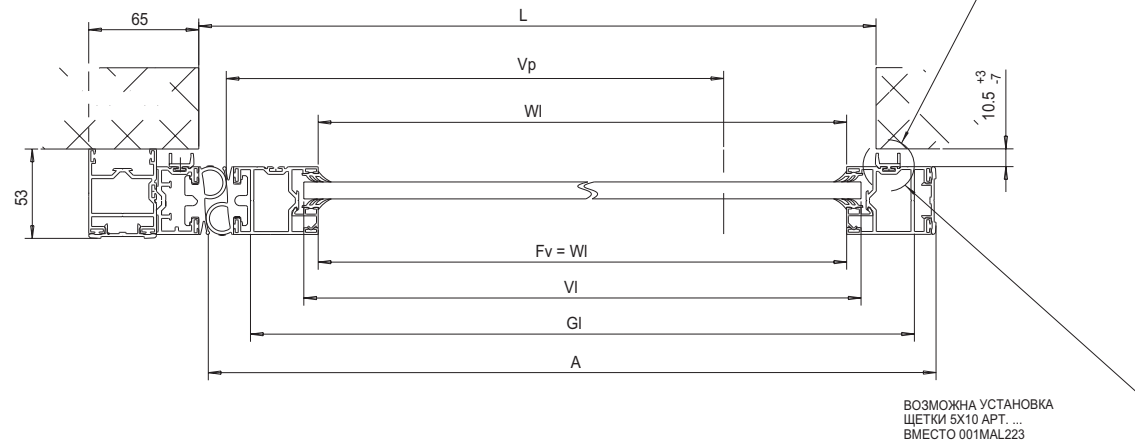 65
L
Vp
Wl
10.5 +3 -7
53
Fv = Wl
Vl
Gl
A
ВОЗМОЖНА УСТАНОВКА
ЩЕТКИ 5X10 АРТ. ...
ВМЕСТО 001MAL223